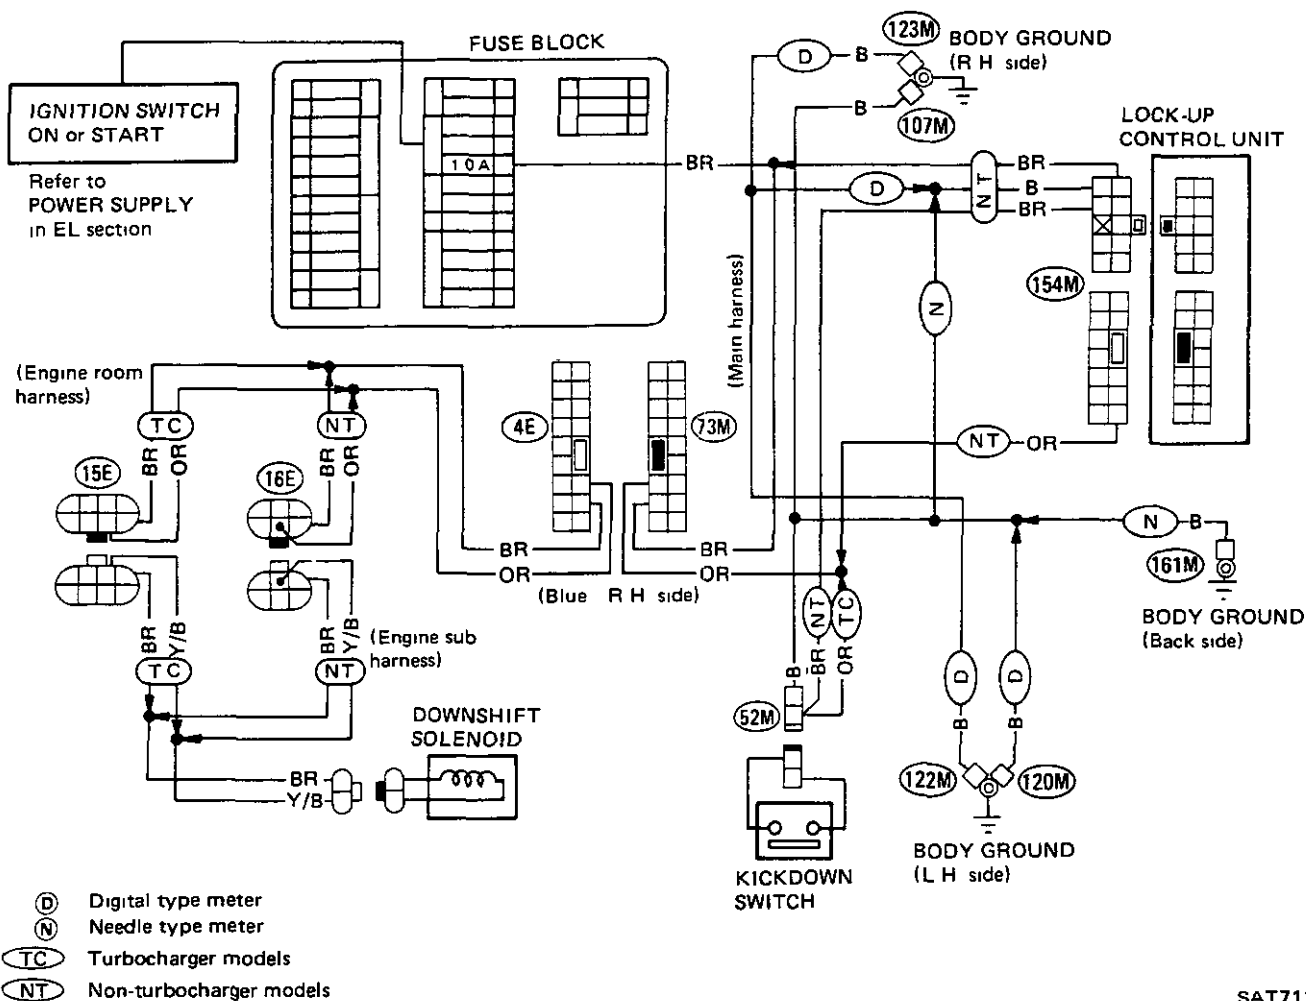 FUSE BLOCK
IGNITION SWITCH
ON or START
Refer to
POWER SUPPLY
in EL section
10A
BR
123M
BODY GROUND
(R H side)
D
B
B
107M
LOCK-UP
CONTROL UNIT
BR
B
BR
NT
D
N
154M
(Main harness)
(Engine room
harness)
TC
NT
BR
OR
BR
OR
15E
16E
4E
73M
NT
OR
BR
OR
BR
OR
(Blue R H side)
N
B
161M
BODY GROUND
(Back side)
BR
Y/B
BR
Y/B
(Engine sub
harness)
TC
NT
NT
TC
B
BR
OR
52M
D
D
B
B
DOWNSHIFT
SOLENOID
BR
Y/B
122M
120M
BODY GROUND
(L H side)
KICKDOWN
SWITCH
D Digital type meter
N Needle type meter
TC Turbocharger models
NT Non-turbocharger models